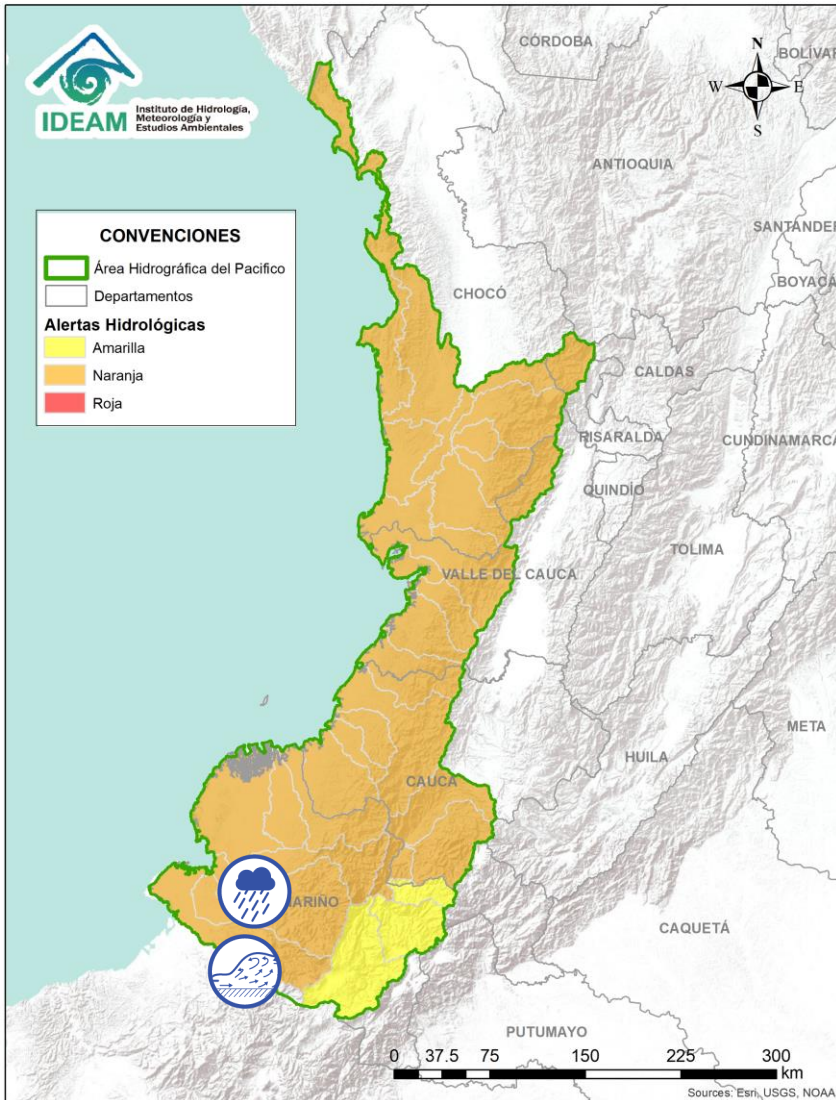 IDEAM
Instituto de Hidrología,
Meteorología y
Estudios Ambientales
CÓRDOBA
BOLÍVAR
N
W
E
S
ANTIOQUIA
SANTANDER
BOYACÁ
CONVENCIONES
Área Hidrográfica del Pacifico
Departamentos
Alertas Hidrológicas
Amarilla
Naranja
Roja
CHOCÓ
CALDAS
RISARALDA
CUNDINAMARCA
QUINDÍO
TOLIMA
VALLE DEL CAUCA
META
HUILA
CAUCA
NARIÑO
CAQUETÁ
PUTUMAYO
0 37.5 75 150 225 300
km
Sources: Esri, USGS, NOAA